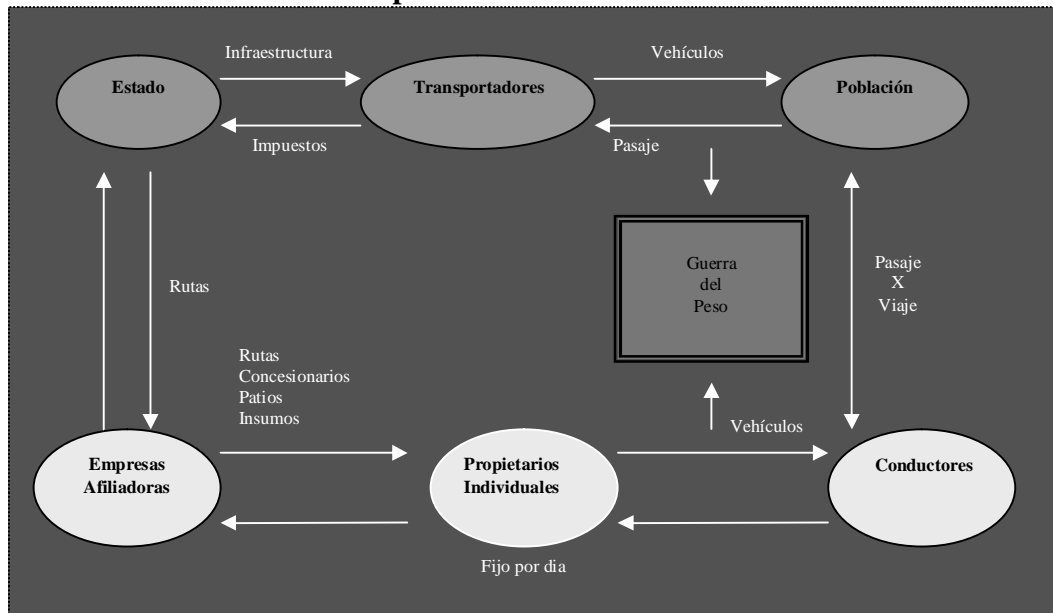 Infraestructura
Vehículos
Estado
Transportadores
Población
Impuestos
Pasaje
Guerra
del
Peso
Pasaje
X
Viaje
Rutas
Rutas
Concesionarios
Patios
Insumos
Vehículos
Empresas
Afiliadoras
Propietarios
Individuales
Conductores
Fijo por dia